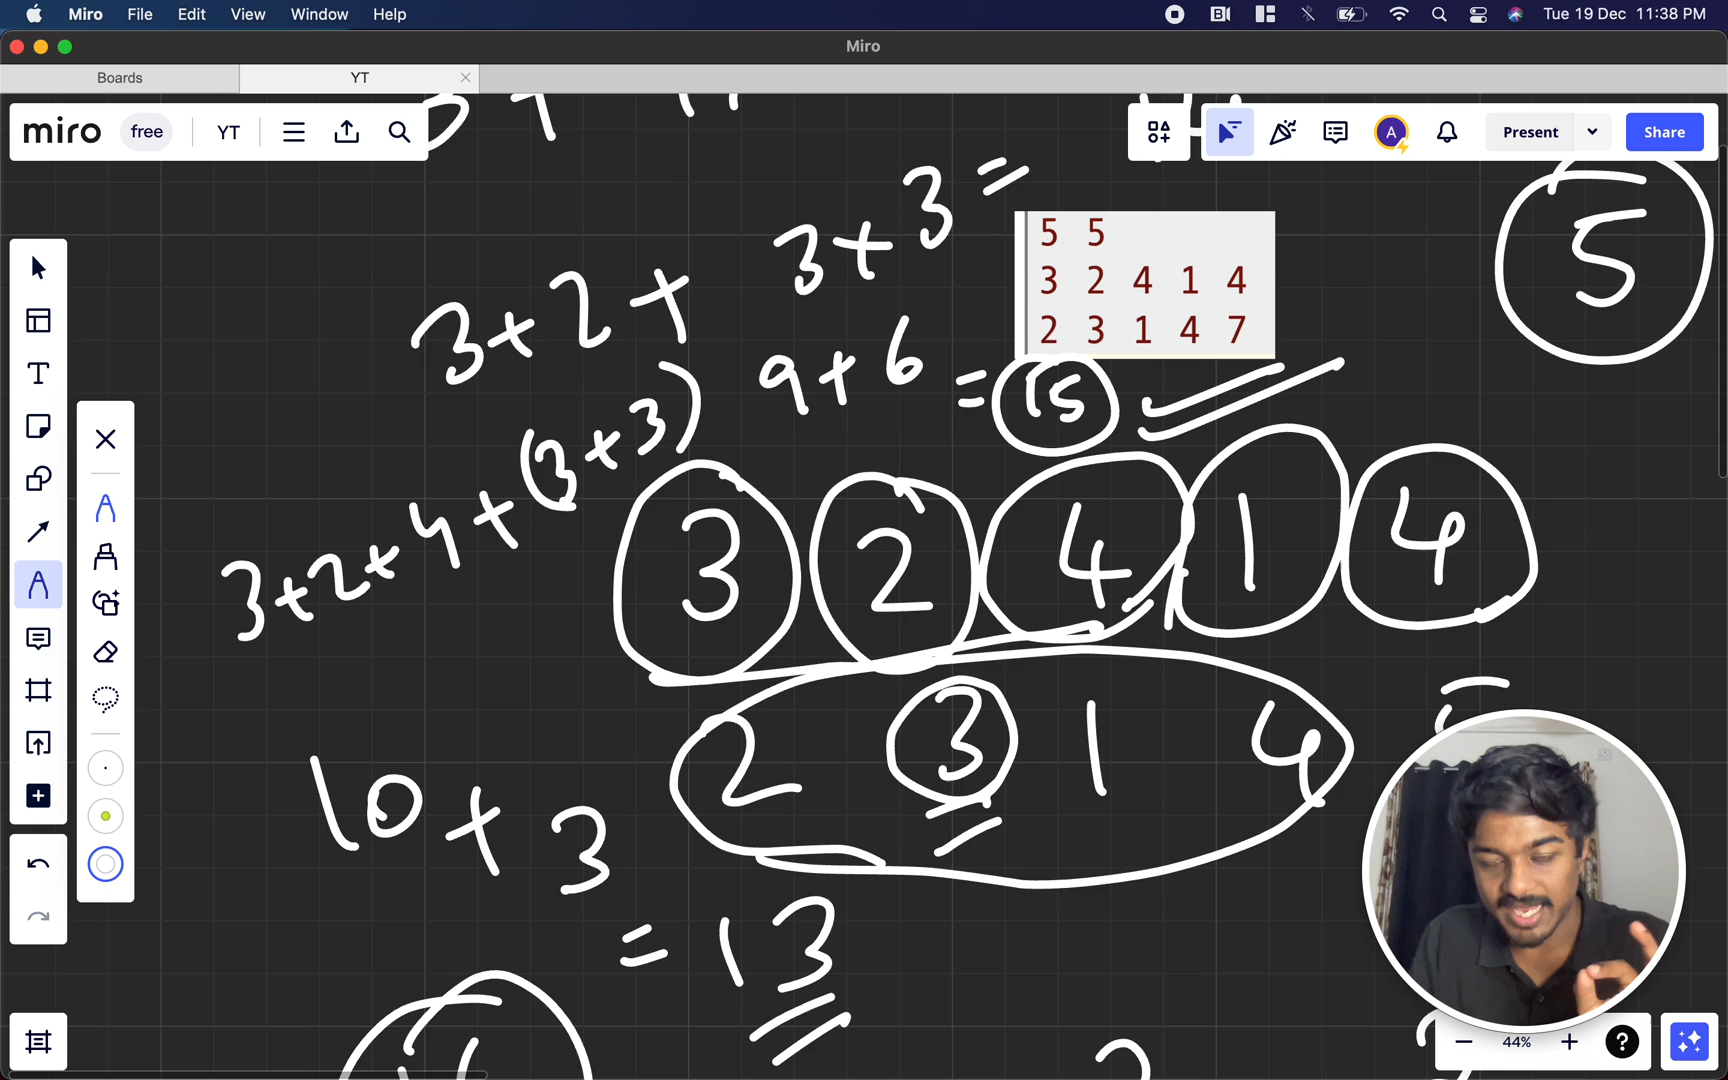 Miro File Edit View Window Help Tue 19 Dec 11:38 PM
Miro
Boards YT
miro free YT Present Share
A
5
3+3=
5 5
3 2 4 1 4
2 3 1 4 7
3+2+
9+6=15
3+2+4+(3+3)
3 2 4 1 4
2 3 1 4
10+3
=13
44%